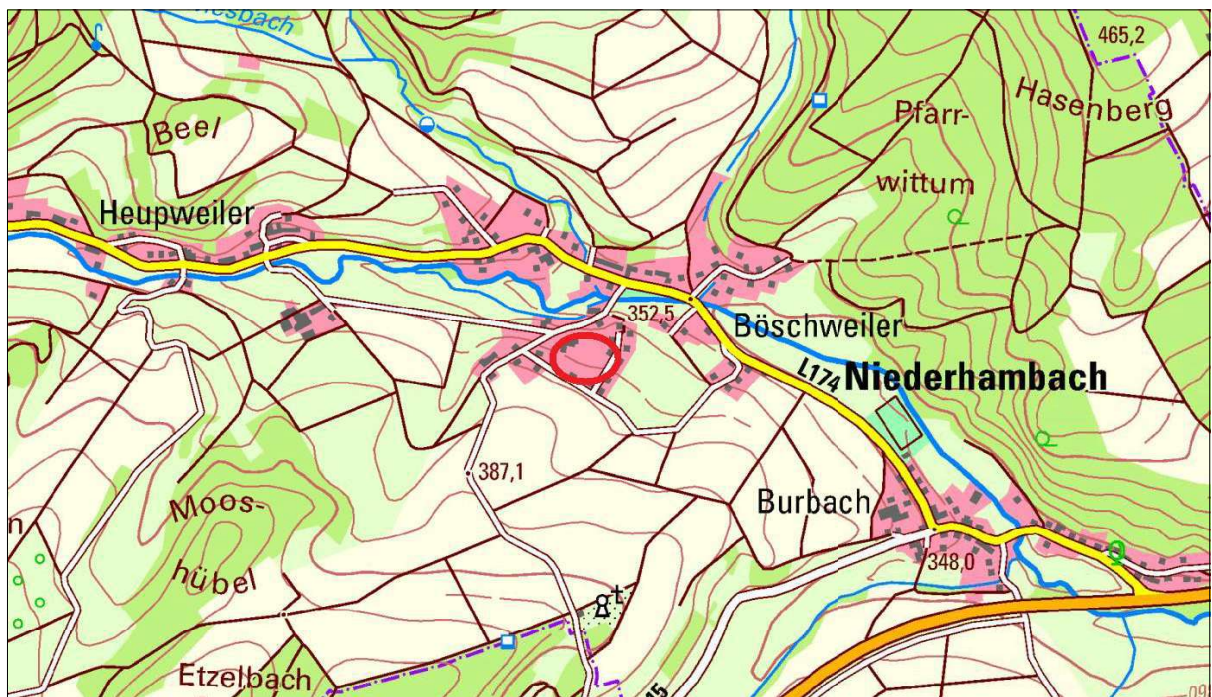 465,2
Hasenberg
Pfarr-
wittum
Beel
Heupweiler
352,5
Böschweiler
L174
Niederhambach
387,1
Moos-
hübel
Burbach
348,0
Etzelbach